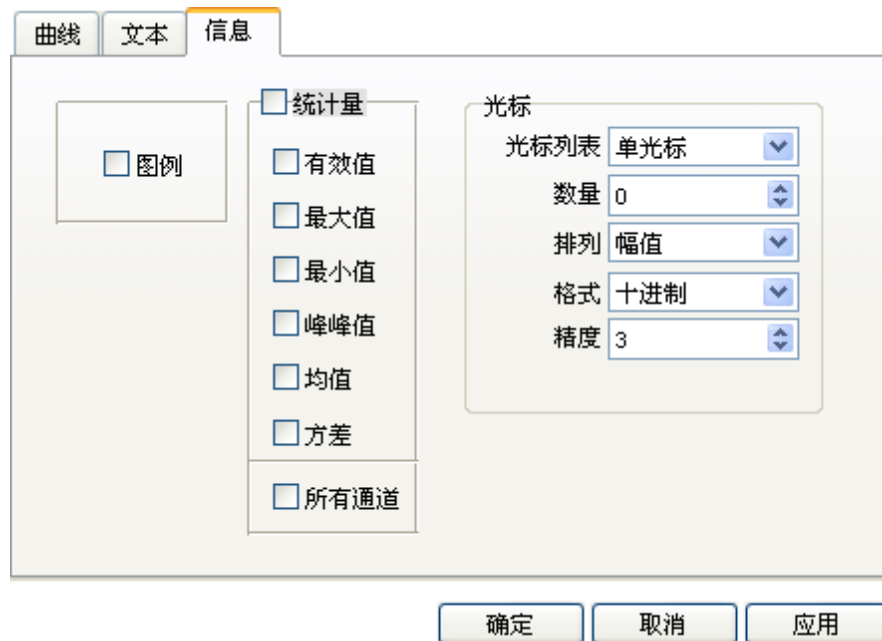 曲线 文本 信息
图例
统计量
有效值
最大值
最小值
峰峰值
均值
方差
所有通道
光标
光标列表 单光标
数量 0
排列 幅值
格式 十进制
精度 3
确定 取消 应用